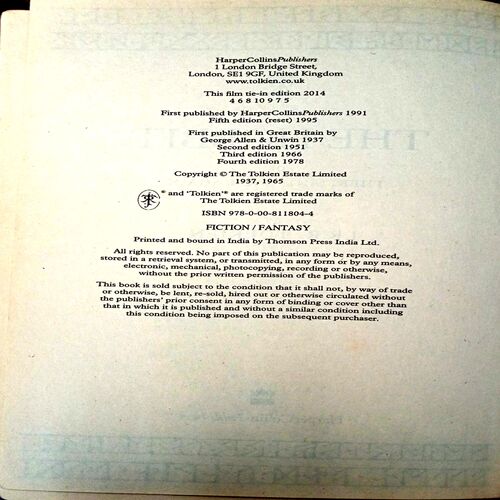 HarperCollinsPublishers
1 London Bridge Street,
London, SE1 9GF, United Kingdom
www.tolkien.co.uk
This film tie-in edition 2014
4 6 8 10 9 7 5
First published by HarperCollinsPublishers 1991
Fifth edition (reset) 1995
First published in Great Britain by
George Allen & Unwin 1937
Second edition 1951
Third edition 1966
Fourth edition 1978
Copyright © The Tolkien Estate Limited
1937, 1965
® and 'Tolkien'® are registered trade marks of
The Tolkien Estate Limited
ISBN 978-0-00-811804-4
FICTION / FANTASY
Printed and bound in India by Thomson Press India Ltd.
All rights reserved. No part of this publication may be reproduced,
stored in a retrieval system, or transmitted, in any form or by any means,
electronic, mechanical, photocopying, recording or otherwise,
without the prior written permission of the publishers.
This book is sold subject to the condition that it shall not, by way of trade
or otherwise, be lent, re-sold, hired out or otherwise circulated without
the publishers' prior consent in any form of binding or cover other than
that in which it is published and without a similar condition including
this condition being imposed on the subsequent purchaser.